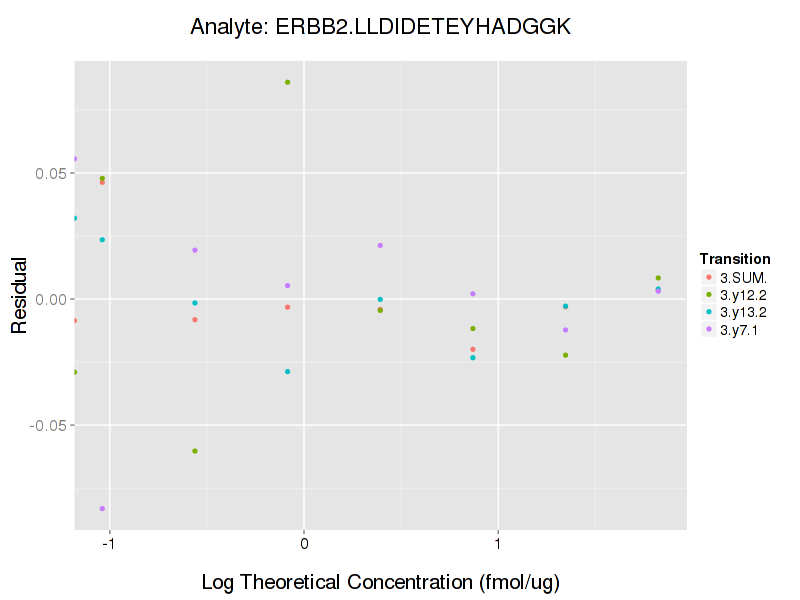 Analyte: ERBB2.LLDIDETEYHADGGK
Residual
0.05
0.00
-0.05
-1
0
1
Log Theoretical Concentration (fmol/ug)
Transition
3.SUM.
3.y12.2
3.y13.2
3.y7.1